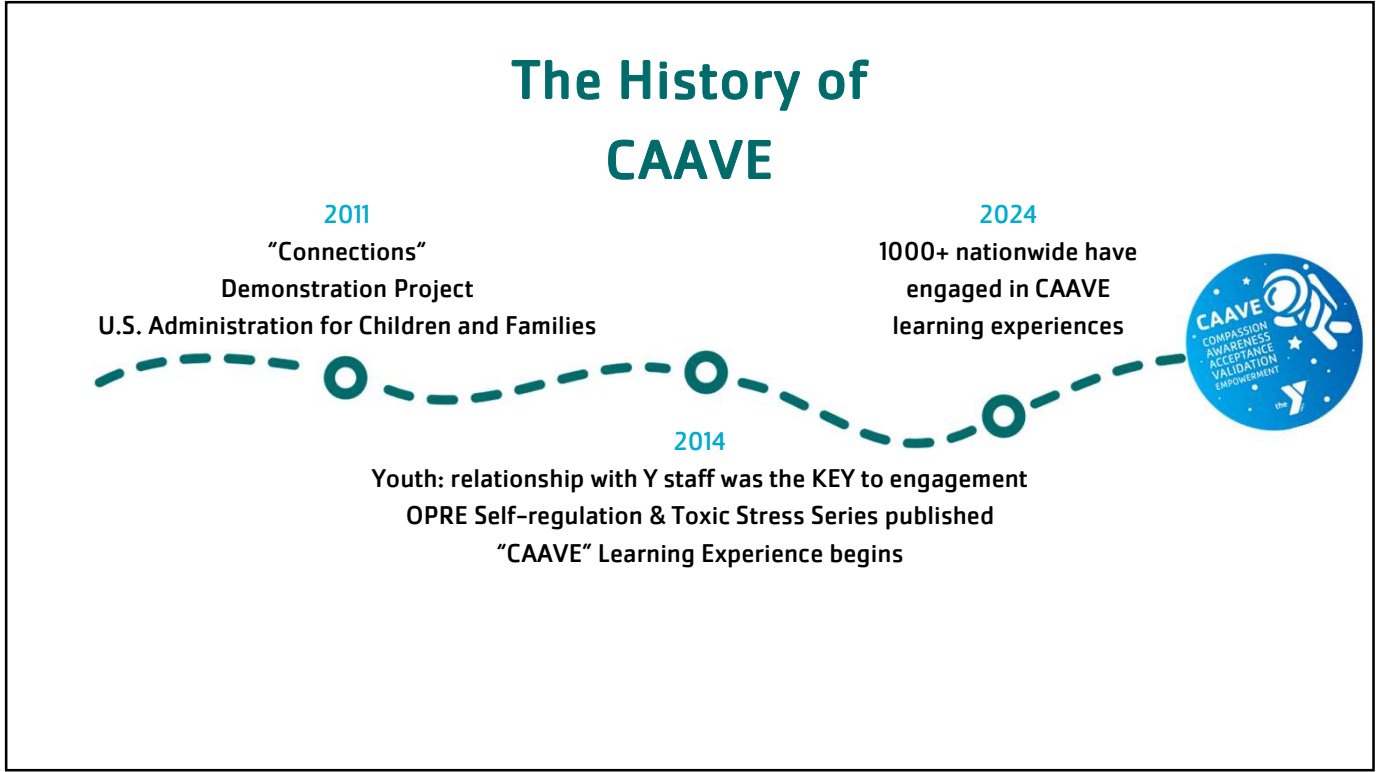 The History of
CAAVE
2011
"Connections"
Demonstration Project
U.S. Administration for Children and Families
2024
1000+ nationwide have
engaged in CAAVE
learning experiences
CAAVE
COMPASSION
AWARENESS
ACCEPTANCE
VALIDATION
EMPOWERMENT
the Y
2014
Youth: relationship with Y staff was the KEY to engagement
OPRE Self-regulation & Toxic Stress Series published
"CAAVE" Learning Experience begins